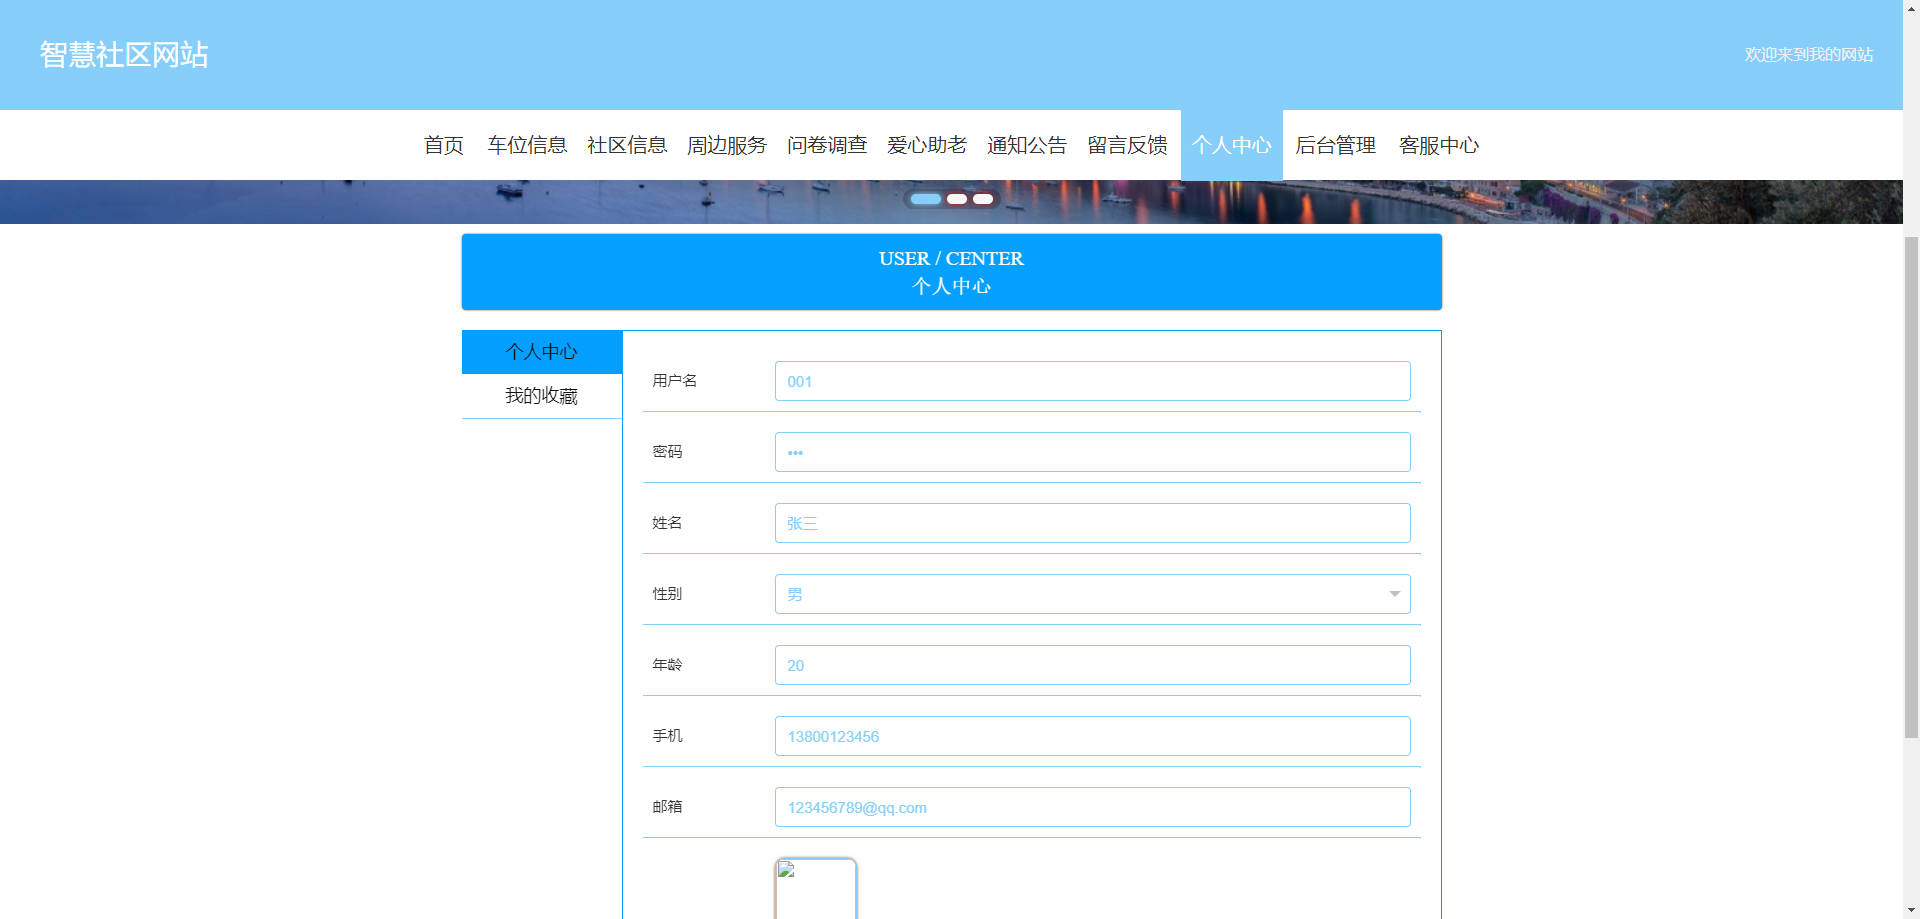 智慧社区网站
欢迎来到我的网站
首页 车位信息 社区信息 周边服务 问卷调查 爱心助老 通知公告 留言反馈 个人中心 后台管理 客服中心
USER / CENTER
个人中心
个人中心
我的收藏
用户名 001
密码 •••
姓名 张三
性别 男
年龄 20
手机 13800123456
邮箱 123456789@qq.com